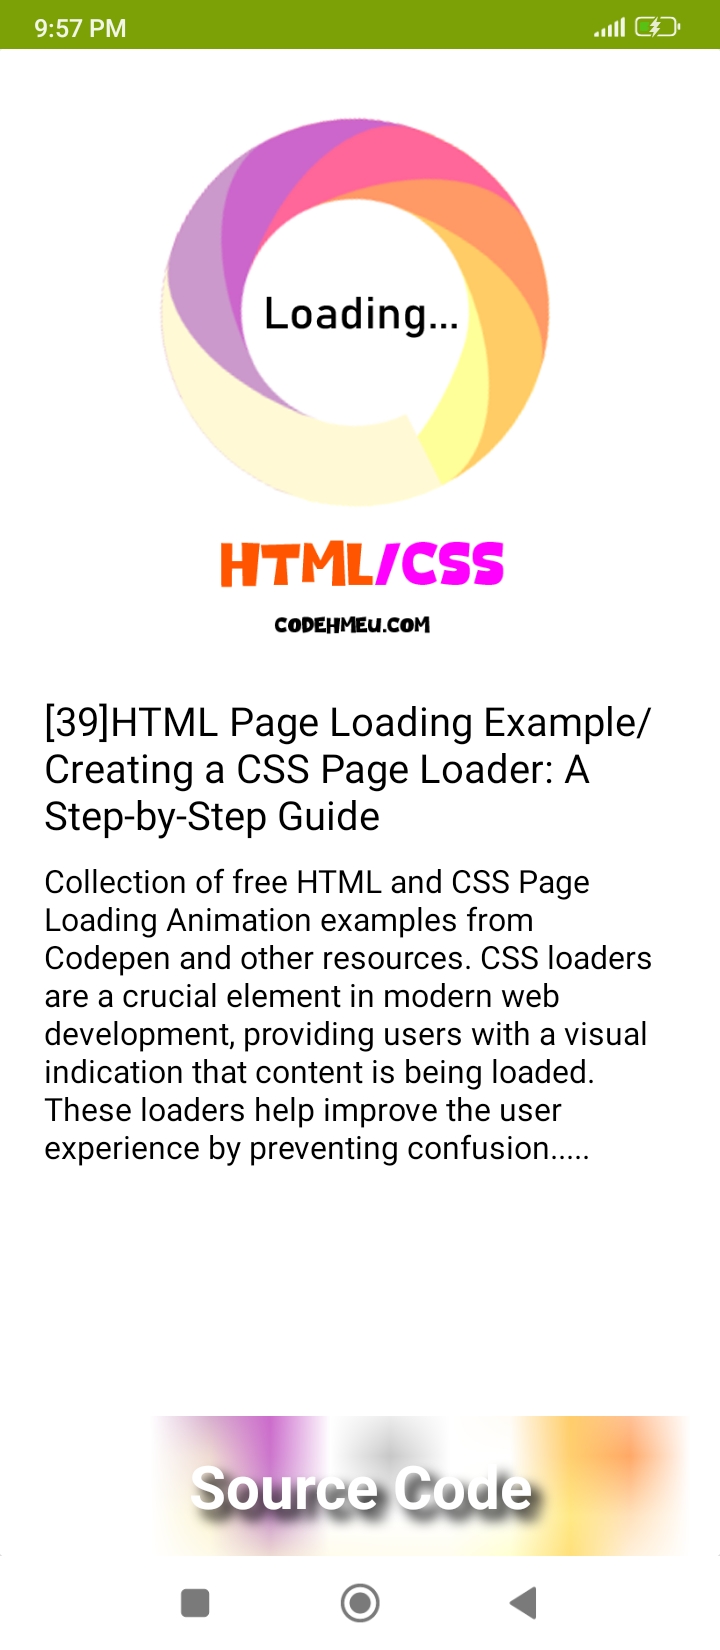 9:57 PM
Loading...
HTML/CSS
CODEHMEU.COM
[39]HTML Page Loading Example/
Creating a CSS Page Loader: A
Step-by-Step Guide
Collection of free HTML and CSS Page
Loading Animation examples from
Codepen and other resources. CSS loaders
are a crucial element in modern web
development, providing users with a visual
indication that content is being loaded.
These loaders help improve the user
experience by preventing confusion.....
Source Code